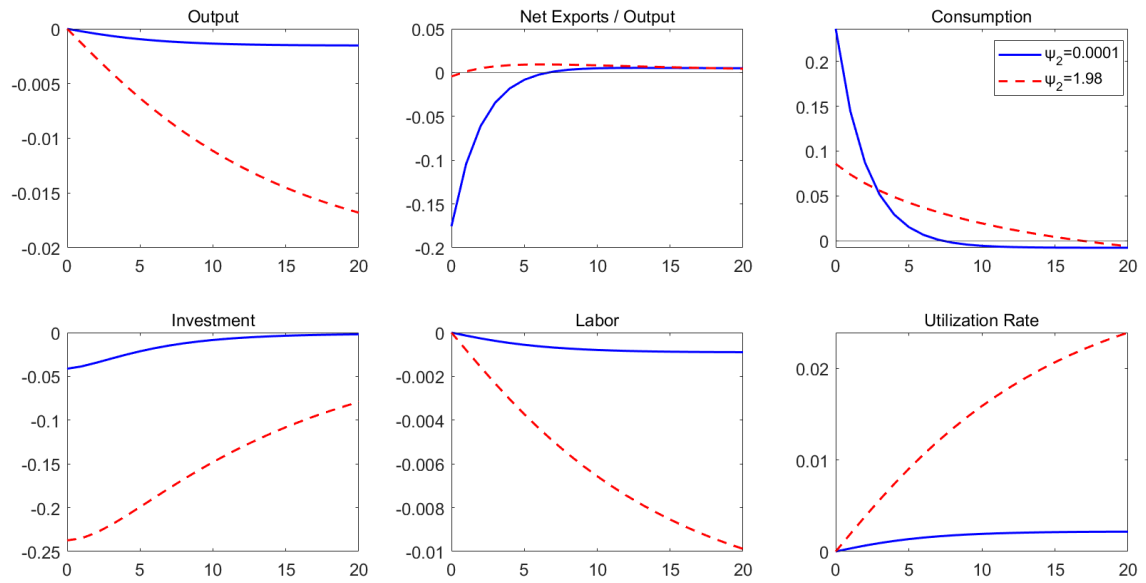 Output
0
-0.005
-0.01
-0.015
-0.02
0 5 10 15 20
Net Exports / Output
0.05
0
-0.05
-0.1
-0.15
-0.2
0 5 10 15 20
Consumption
0.2
0.15
0.1
0.05
0
0 5 10 15 20
ψ₂=0.0001
ψ₂=1.98
Investment
0
-0.05
-0.1
-0.15
-0.2
-0.25
0 5 10 15 20
Labor
0
-0.002
-0.004
-0.006
-0.008
-0.01
0 5 10 15 20
Utilization Rate
0.02
0.01
0
0 5 10 15 20